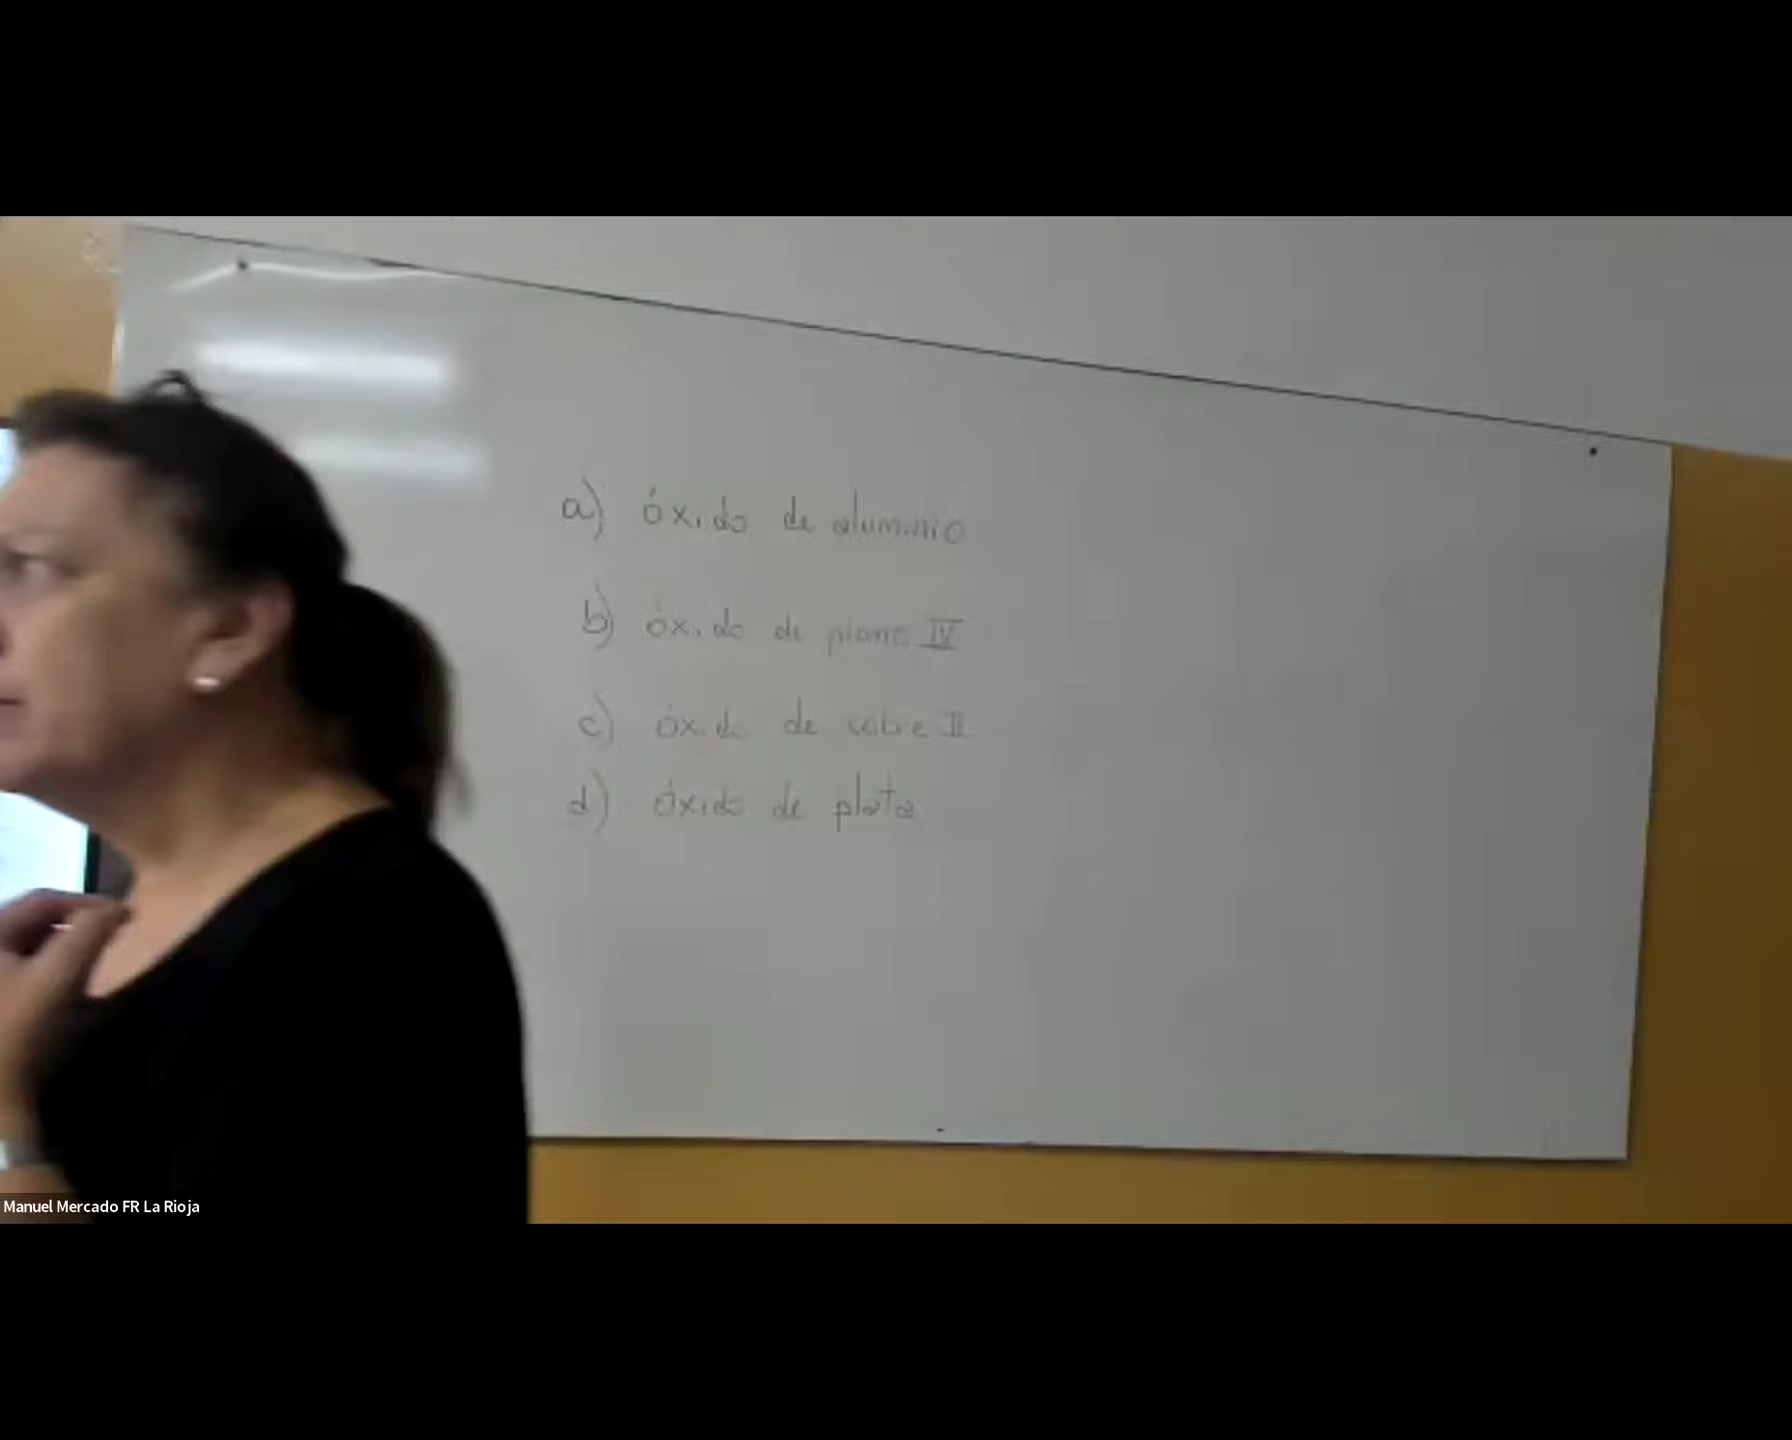 a) óxido de aluminio
b) óxido de plomo IV
c) óxido de cobre II
d) óxido de plata
Manuel Mercado FR La Rioja